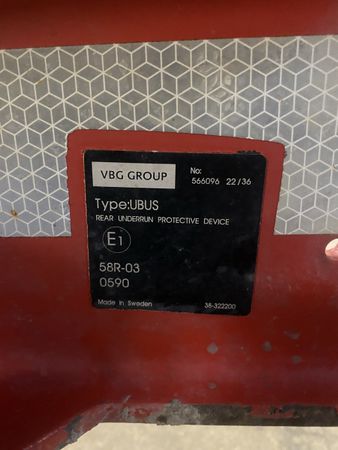 VBG GROUP
No:
566096 22/36
Type:UBUS
REAR UNDERRUN PROTECTIVE DEVICE
E1
58R-03
0590
Made in Sweden
38-322200